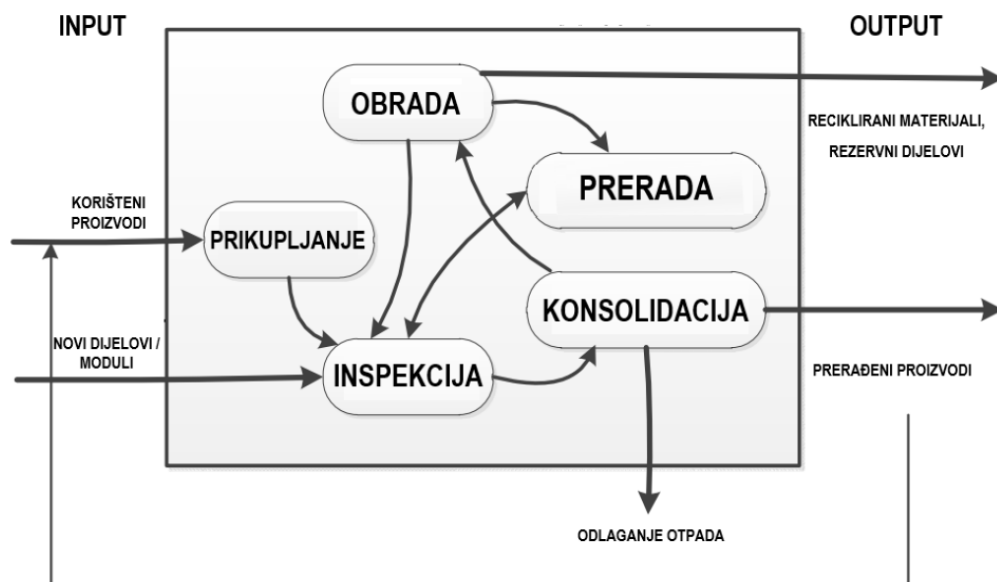 INPUT
OUTPUT
OBRADA
RECIKLIRANI MATERIJALI,
REZERVNI DIJELOVI
PRERADA
KORIŠTENI
PROIZVODI
PRIKUPLJANJE
KONSOLIDACIJA
NOVI DIJELOVI /
MODULI
INSPEKCIJA
PRERAĐENI PROIZVODI
ODLAGANJE OTPADA